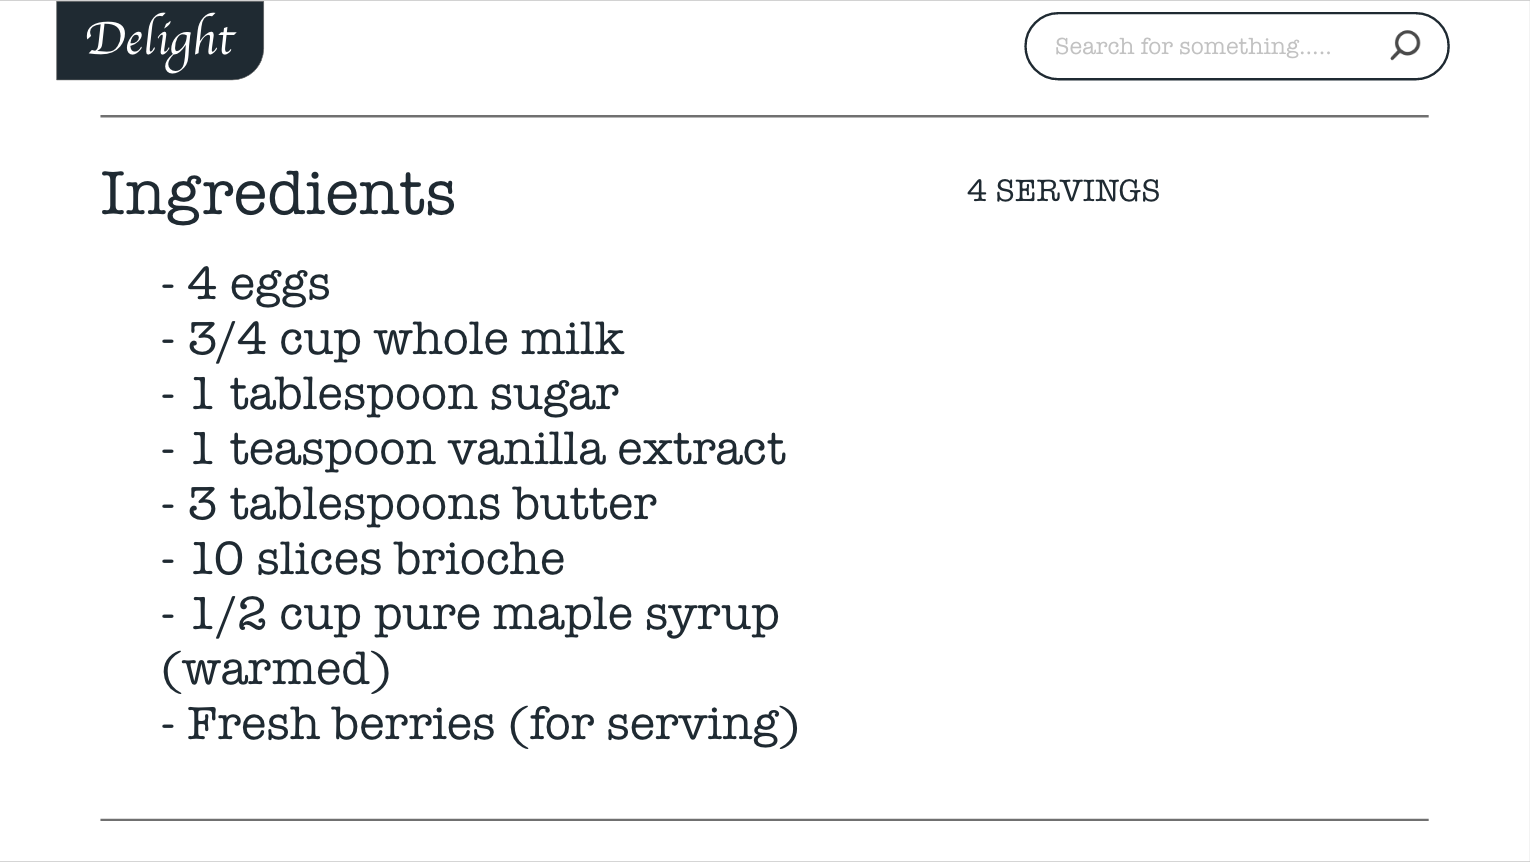 Delight
Search for something.....
Ingredients
4 SERVINGS
- 4 eggs
- 3/4 cup whole milk
- 1 tablespoon sugar
- 1 teaspoon vanilla extract
- 3 tablespoons butter
- 10 slices brioche
- 1/2 cup pure maple syrup
(warmed)
- Fresh berries (for serving)